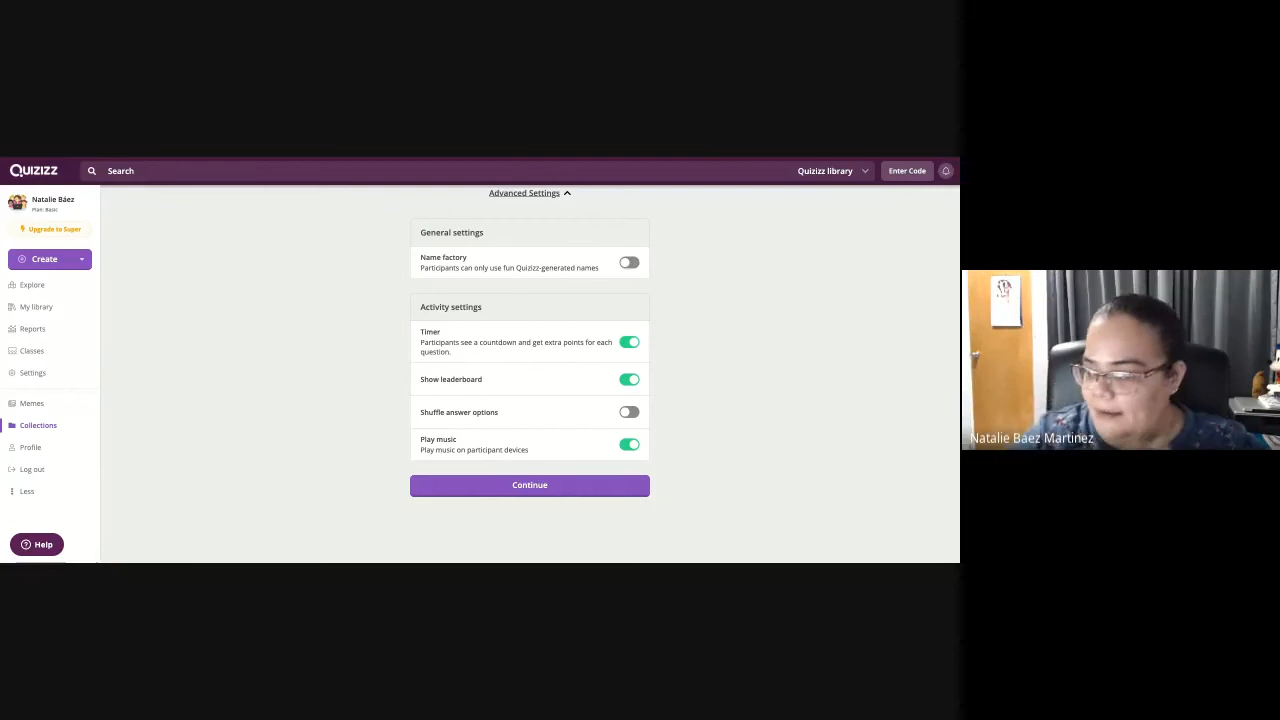 Quizizz
Search
Quizizz library
Enter Code
Natalie Báez
Plan: Basic
Upgrade to Super
Create
Explore
My library
Reports
Classes
Settings
Memes
Collections
Profile
Log out
Less
Help
Advanced Settings
General settings
Name factory
Participants can only use fun Quizizz-generated names
Activity settings
Timer
Participants see a countdown and get extra points for each
question.
Show leaderboard
Shuffle answer options
Play music
Play music on participant devices
Continue
Natalie Baez Martinez